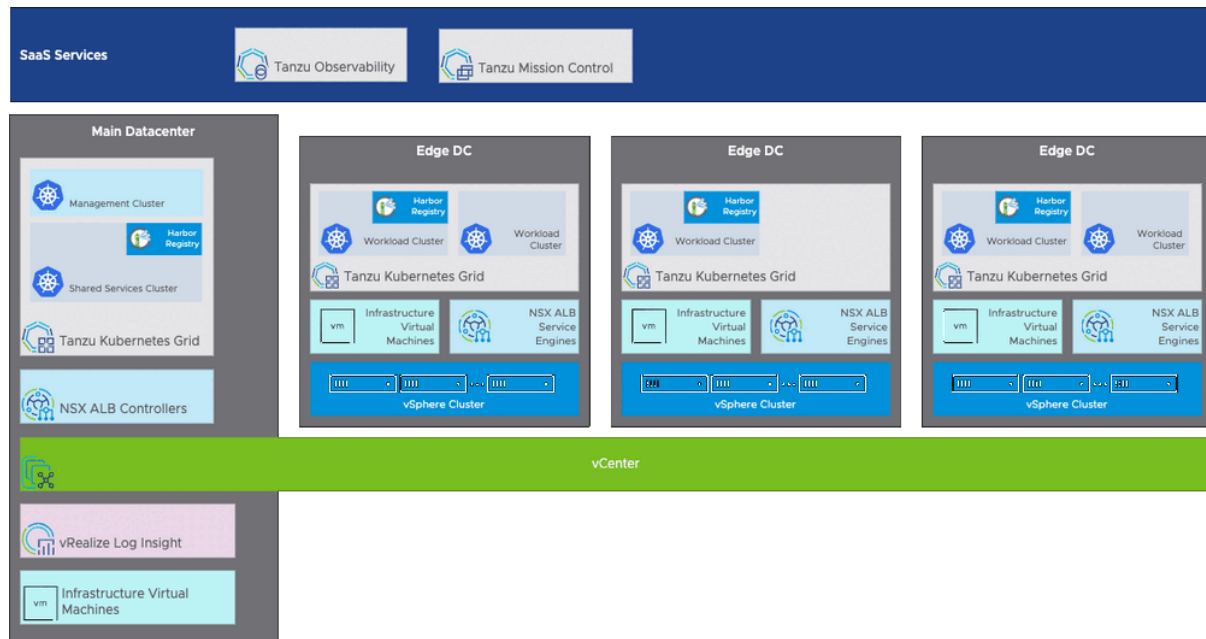 SaaS Services
Tanzu Observability
Tanzu Mission Control
Main Datacenter
Management Cluster
Harbor
Registry
Shared Services Cluster
Tanzu Kubernetes Grid
NSX ALB Controllers
vCenter
vRealize Log Insight
vm
Infrastructure Virtual
Machines
Edge DC
Harbor
Registry
Workload Cluster
Workload
Cluster
Tanzu Kubernetes Grid
vm
Infrastructure
Virtual
Machines
NSX ALB
Service
Engines
vSphere Cluster
Edge DC
Harbor
Registry
Workload Cluster
Tanzu Kubernetes Grid
vm
Infrastructure
Virtual
Machines
NSX ALB
Service
Engines
vSphere Cluster
Edge DC
Harbor
Registry
Workload Cluster
Workload
Cluster
Tanzu Kubernetes Grid
vm
Infrastructure
Virtual
Machines
NSX ALB
Service
Engines
vSphere Cluster